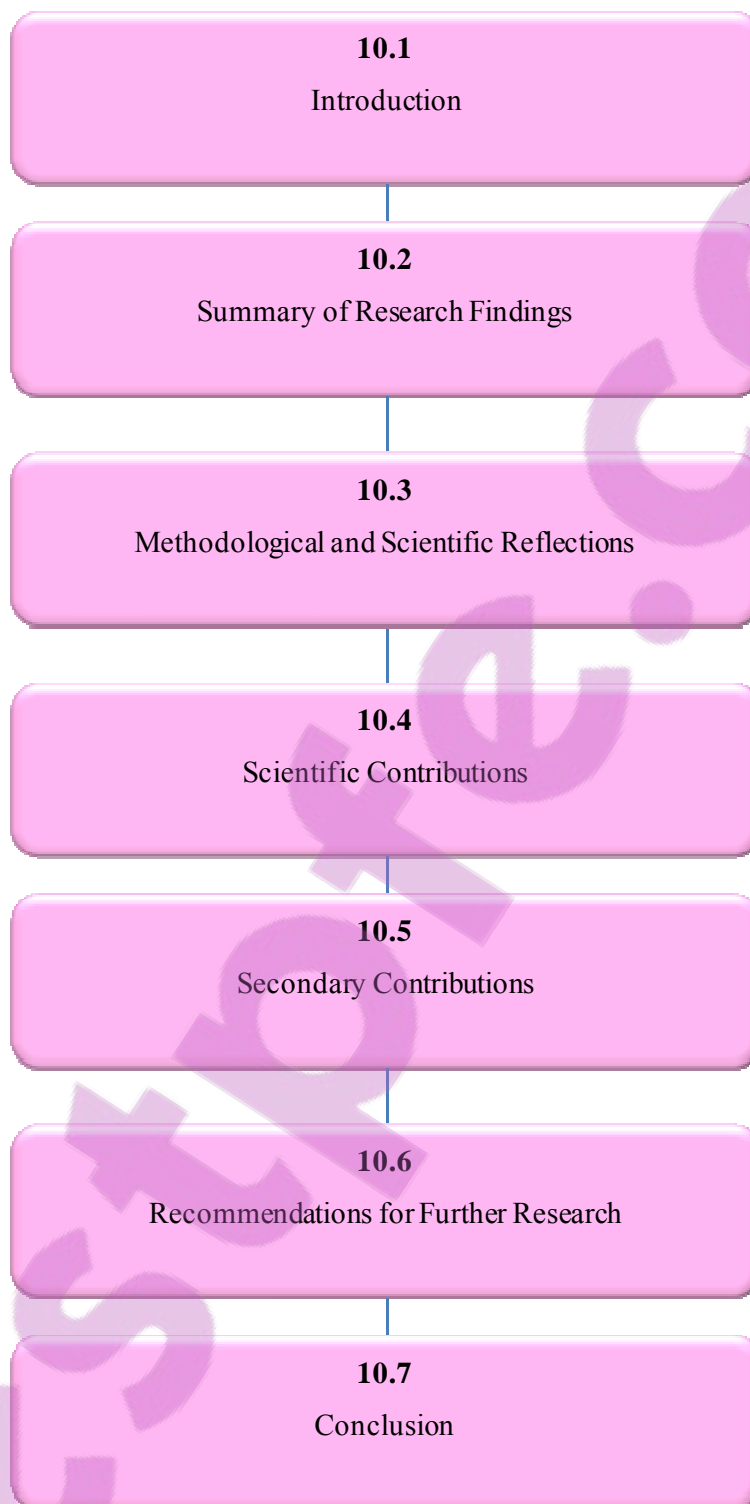 10.1
Introduction
10.2
Summary of Research Findings
10.3
Methodological and Scientific Reflections
10.4
Scientific Contributions
10.5
Secondary Contributions
10.6
Recommendations for Further Research
10.7
Conclusion
stpfe.c